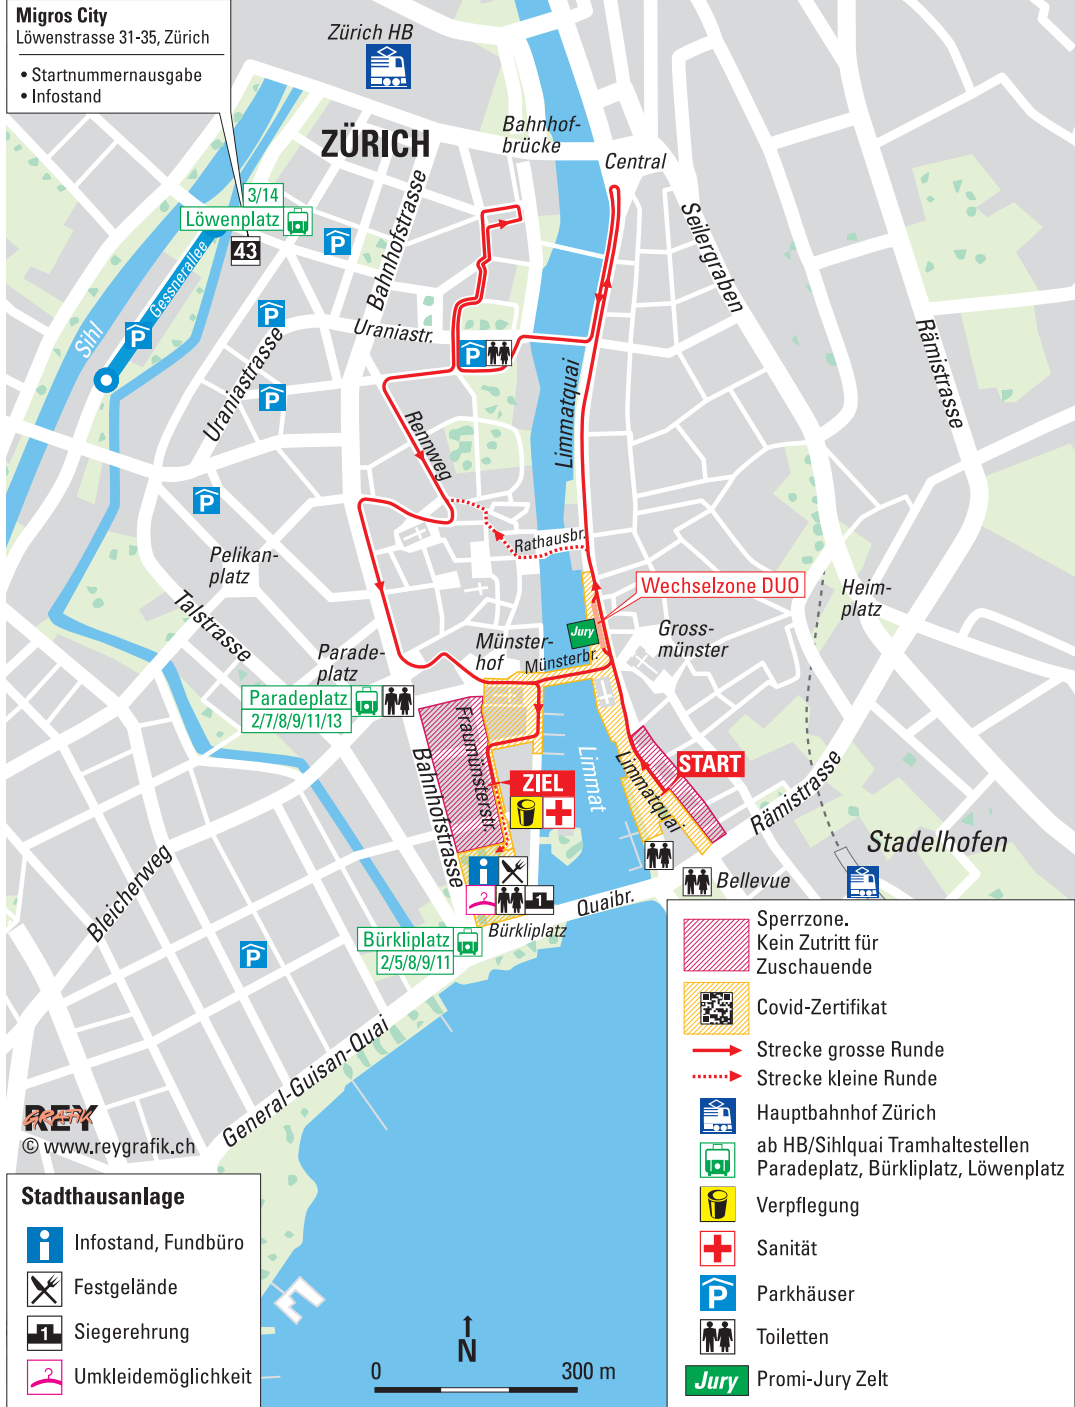 Migros City
Löwenstrasse 31-35, Zürich
• Startnummernausgabe
• Infostand
Zürich HB
ZÜRICH
Bahnhof-
brücke
Central
3/14
Löwenplatz
43
P
Bahnhofstrasse
Seilergraben
Gessnerallee
Sihl
P
P
Uraniastr.
P
Uraniastrasse
P
Rämistrasse
Limmatquai
Rennweg
P
Rathausbr.
Pelikan-
platz
Talstrasse
Wechselzone DUO
Heim-
platz
Jury
Gross-
münster
Münster-
hof
Münsterbr.
Parade-
platz
Paradeplatz
2/7/8/9/11/13
Fraumünsterstr.
Bahnhofstrasse
START
ZIEL
Limmat
Limmatquai
Rämistrasse
Stadelhofen
Bleicherweg
i
1
Bellevue
Quaibr.
Bürkliplatz
Bürkliplatz
2/5/8/9/11
P
General-Guisan-Quai
REY
GRAFIK
© www.reygrafik.ch
Stadthausanlage
i Infostand, Fundbüro
Festgelände
1 Siegerehrung
Umkleidemöglichkeit
N
0 300 m
Sperrzone.
Kein Zutritt für
Zuschauende
Covid-Zertifikat
Strecke grosse Runde
Strecke kleine Runde
Hauptbahnhof Zürich
ab HB/Sihlquai Tramhaltestellen
Paradeplatz, Bürkliplatz, Löwenplatz
Verpflegung
Sanität
P Parkhäuser
Toiletten
Jury Promi-Jury Zelt